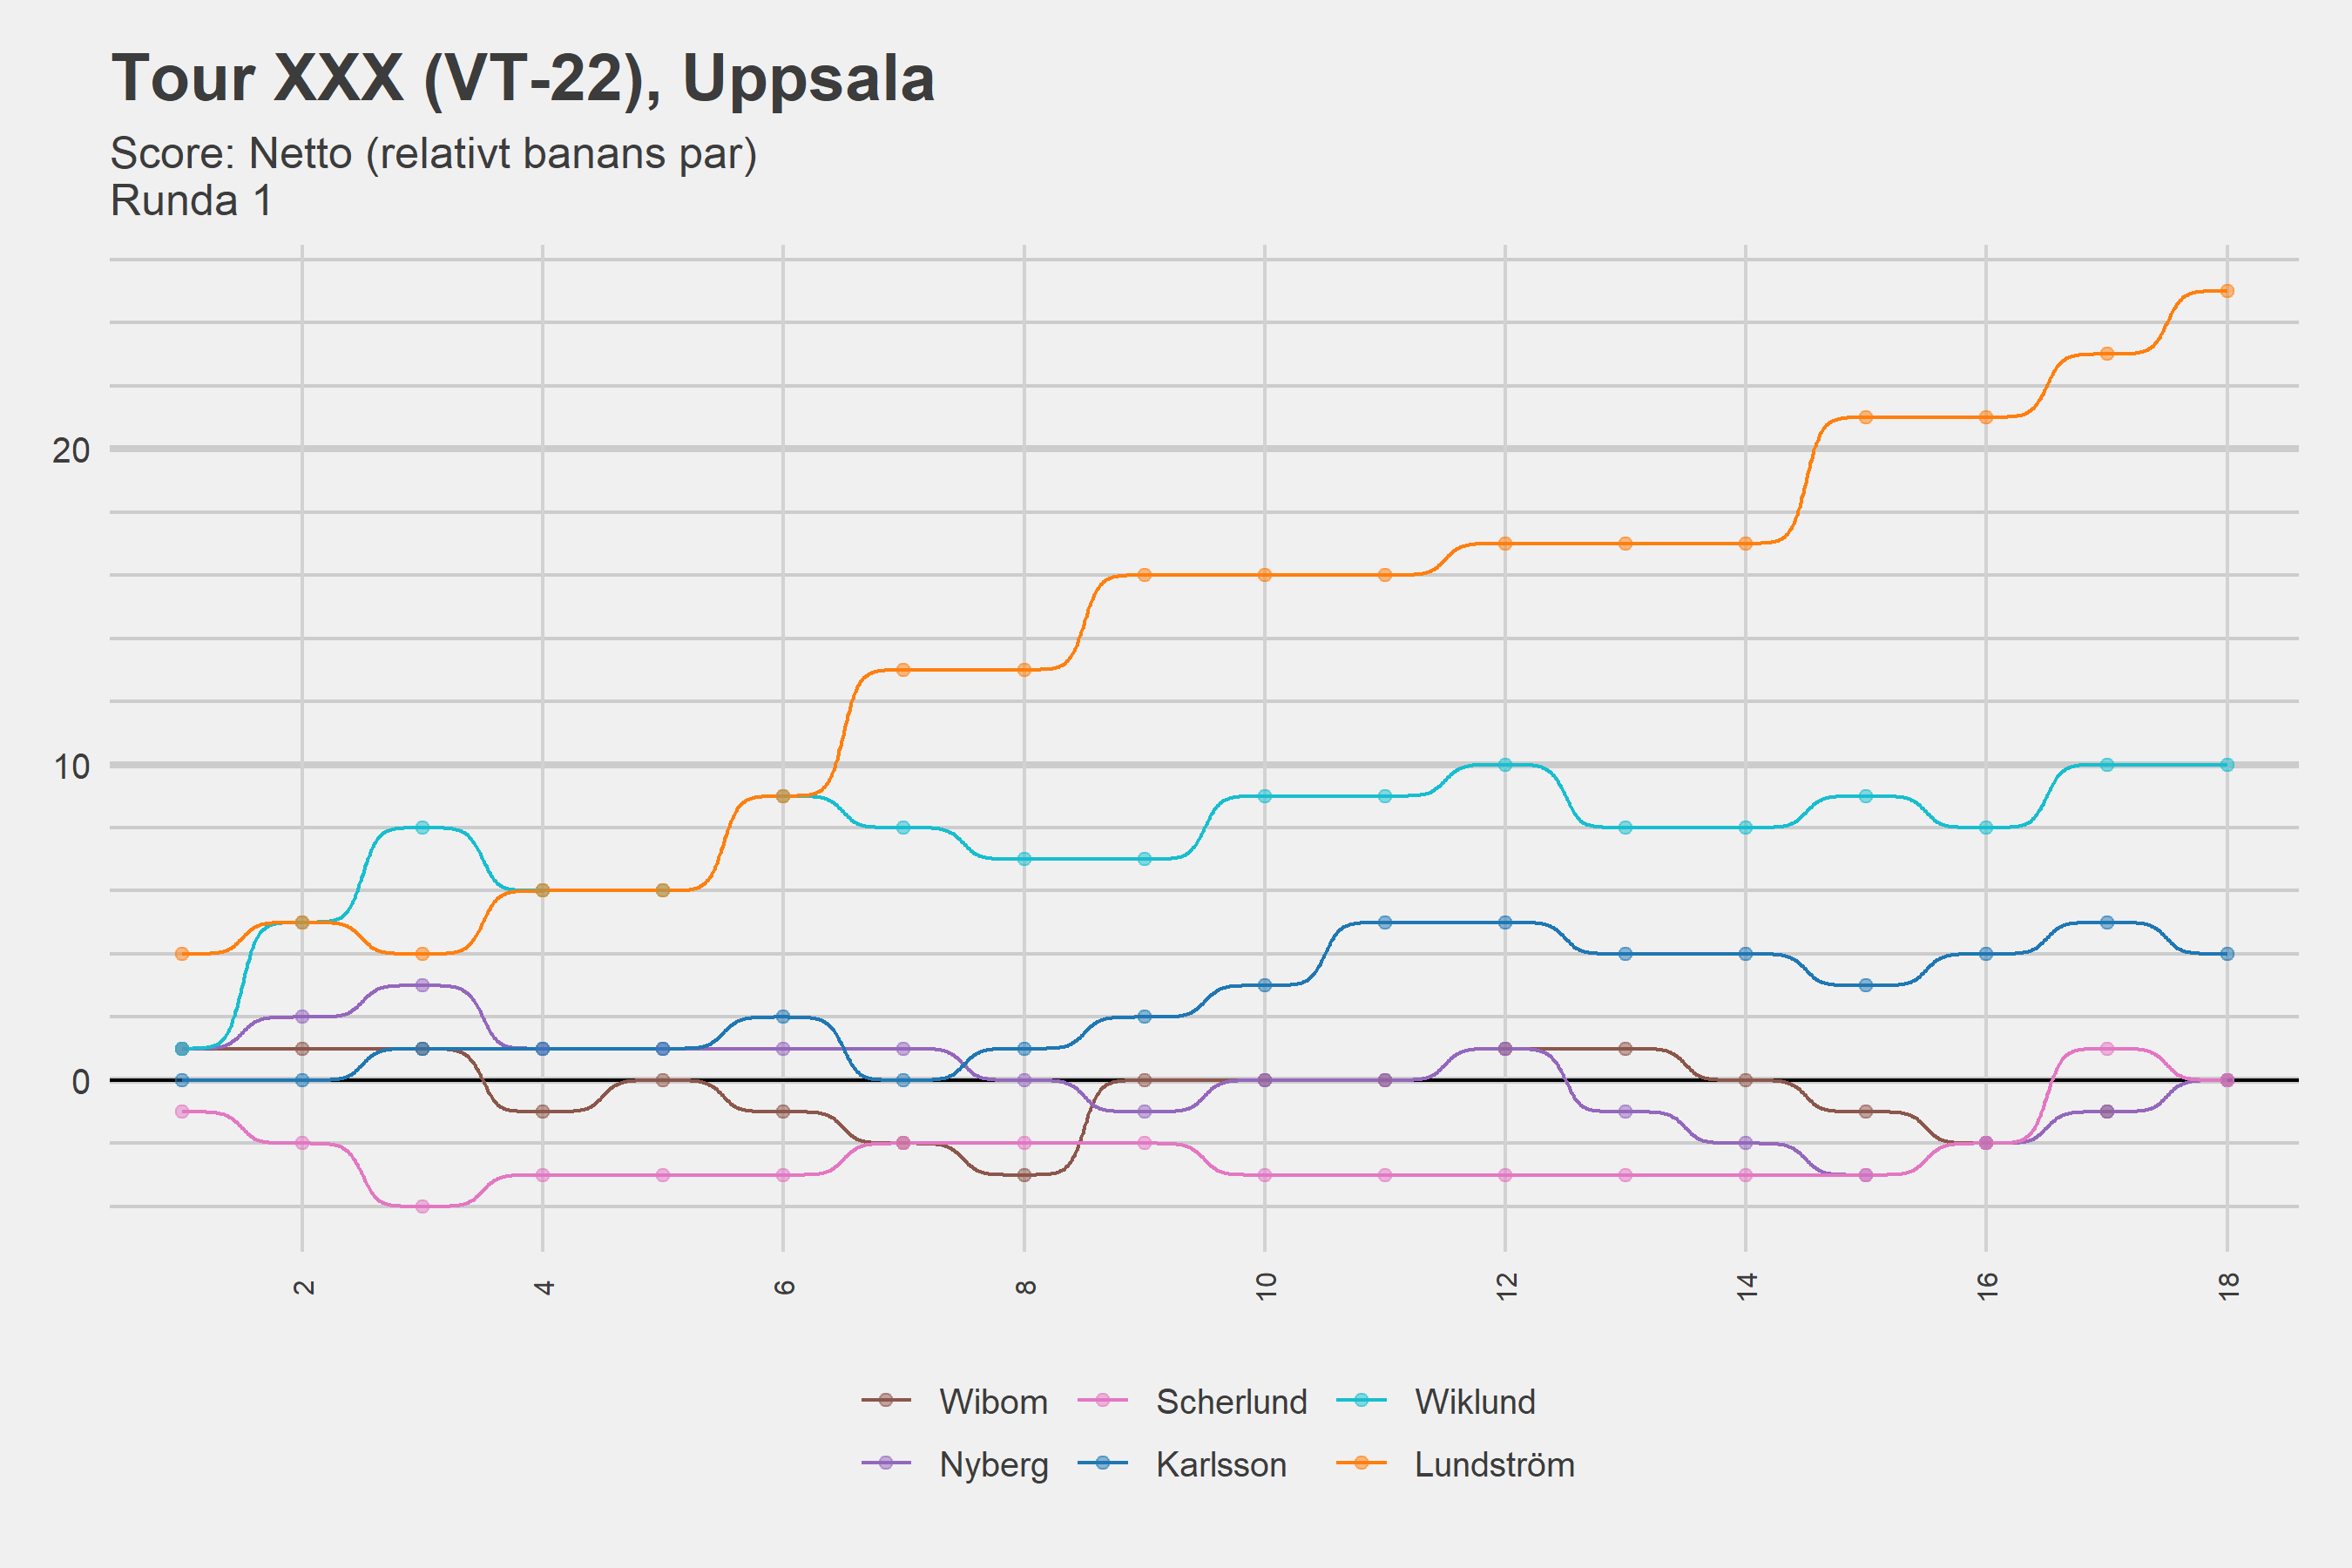 Tour XXX (VT-22), Uppsala
Score: Netto (relativt banans par)
Runda 1
20
10
0
2 4 6 8 10 12 14 16 18
Wibom Scherlund Wiklund
Nyberg Karlsson Lundström